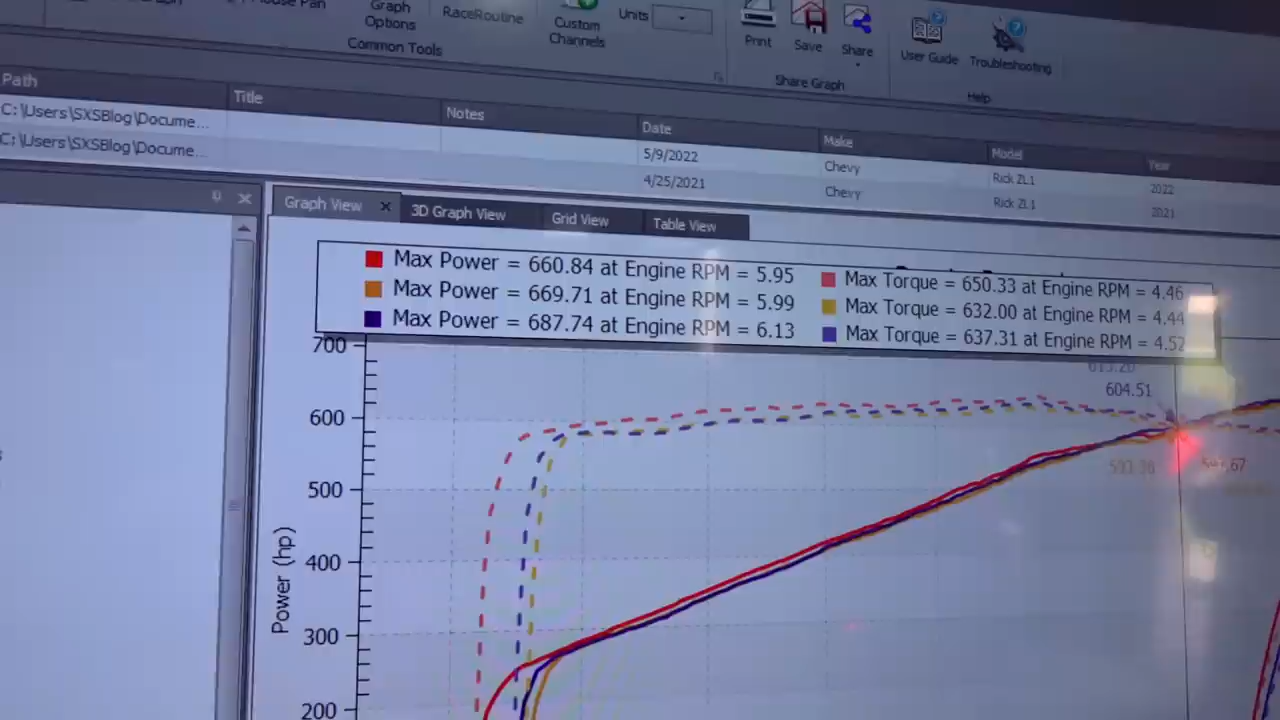 Graph
Options
RaceRoutine
Custom
Channels
Units
Common Tools
Print
Save
Share
Share Graph
User Guide
Troubleshooting
Help
Path
Title
Notes
Date
Make
Model
Year
C:\Users\SXSBlog\Docume...
5/9/2022
Chevy
Rick ZL1
2022
C:\Users\SXSBlog\Docume...
4/25/2021
Chevy
Rick ZL1
2021
Graph View
3D Graph View
Grid View
Table View
Max Power = 660.84 at Engine RPM = 5.95
Max Torque = 650.33 at Engine RPM = 4.46
Max Power = 669.71 at Engine RPM = 5.99
Max Torque = 632.00 at Engine RPM = 4.44
Max Power = 687.74 at Engine RPM = 6.13
Max Torque = 637.31 at Engine RPM = 4.52
700
604.51
600
500
400
Power (hp)
300
200